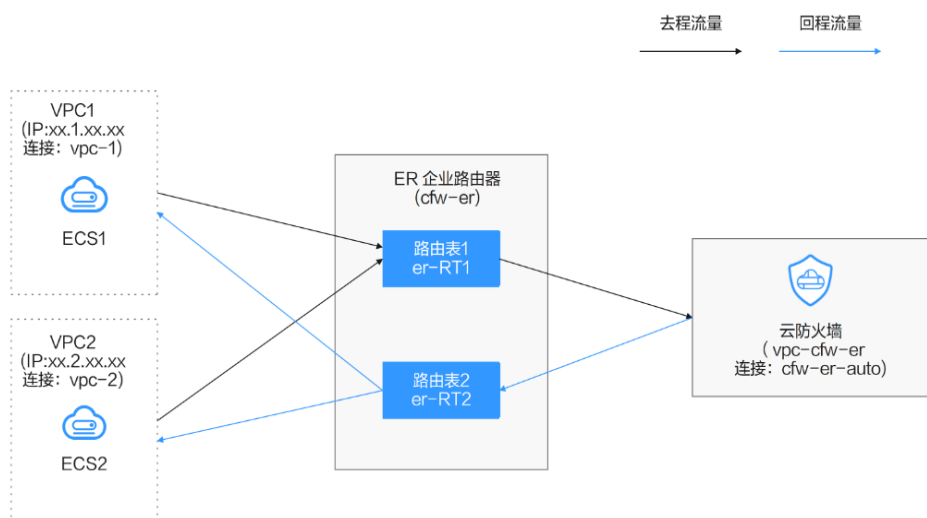 去程流量
回程流量
VPC1
(IP:xx.1.xx.xx
连接：vpc-1)
ECS1
VPC2
(IP:xx.2.xx.xx
连接：vpc-2)
ECS2
ER 企业路由器
(cfw-er)
路由表1
er-RT1
路由表2
er-RT2
云防火墙
( vpc-cfw-er
连接：cfw-er-auto)